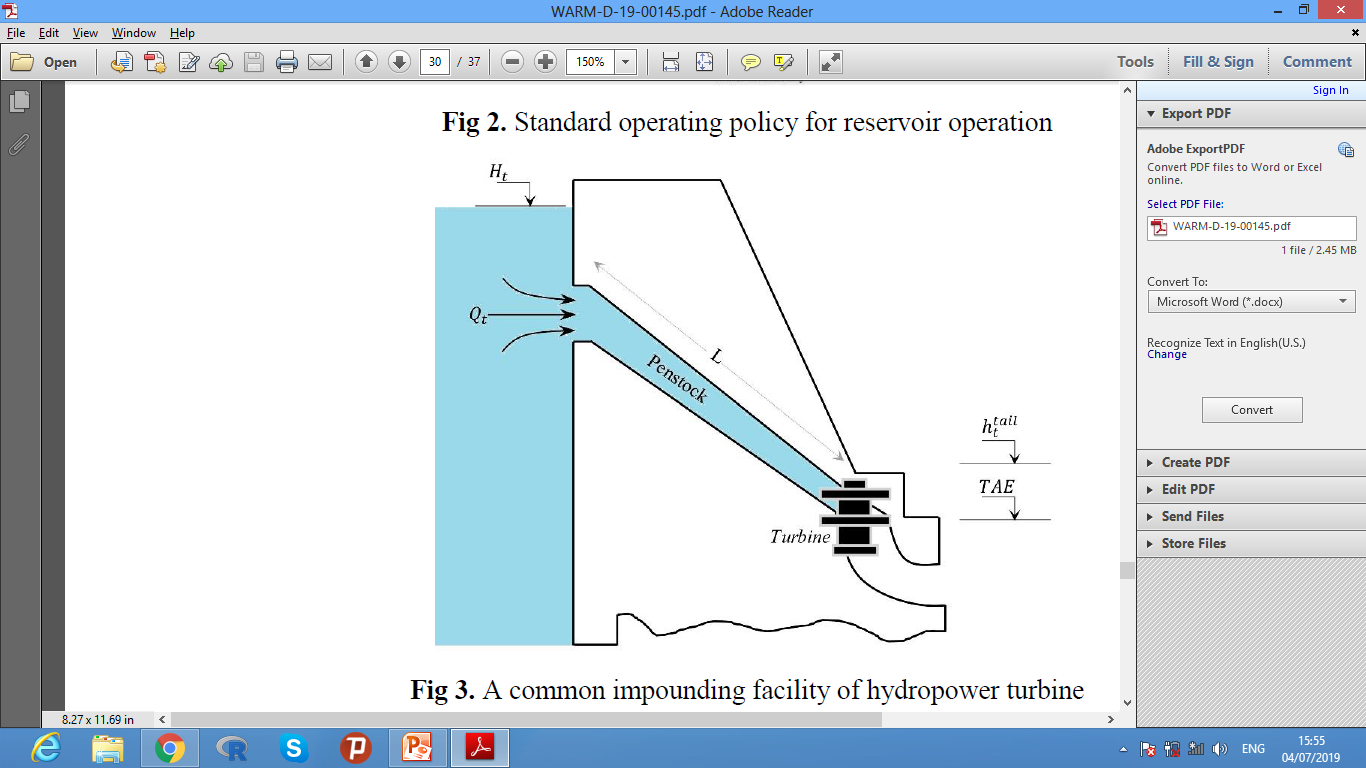 WARM-D-19-00145.pdf - Adobe Reader
File Edit View Window Help
Open 30 / 37 150% Tools Fill & Sign Comment
Sign In
Fig 2. Standard operating policy for reservoir operation
H_t
Q_t
L
Penstock
h_t^{tail}
TAE
Turbine
Fig 3. A common impounding facility of hydropower turbine
Export PDF
Adobe ExportPDF
Convert PDF files to Word or Excel
online.
Select PDF File:
WARM-D-19-00145.pdf
1 file / 2.45 MB
Convert To:
Microsoft Word (*.docx)
Recognize Text in English(U.S.)
Change
Convert
Create PDF
Edit PDF
Send Files
Store Files
8.27 x 11.69 in
ENG
15:55
04/07/2019